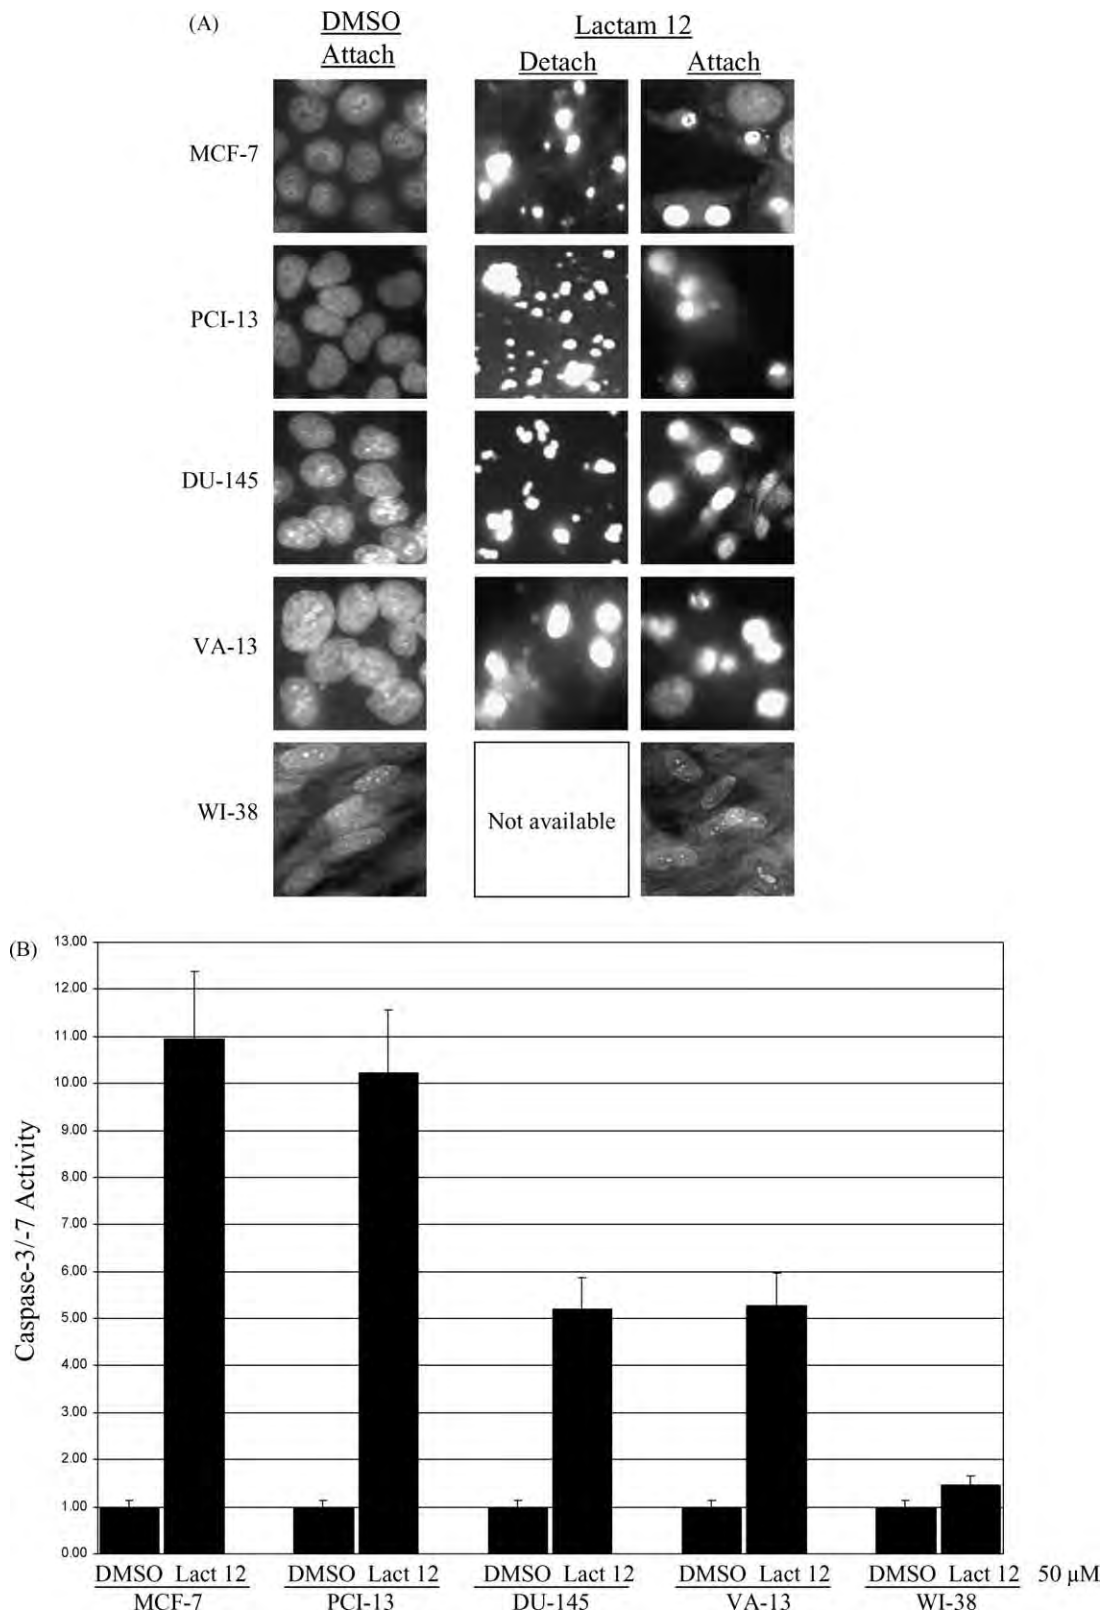 (A) DMSO Lactam 12
Attach Detach Attach
MCF-7
PCI-13
DU-145
VA-13
WI-38 Not available
(B)
13.00
12.00
11.00
10.00
9.00
8.00
7.00
6.00
5.00
4.00
3.00
2.00
1.00
0.00
Caspase-3/-7 Activity
DMSO Lact 12 DMSO Lact 12 DMSO Lact 12 DMSO Lact 12 DMSO Lact 12 50 μM
MCF-7 PCI-13 DU-145 VA-13 WI-38